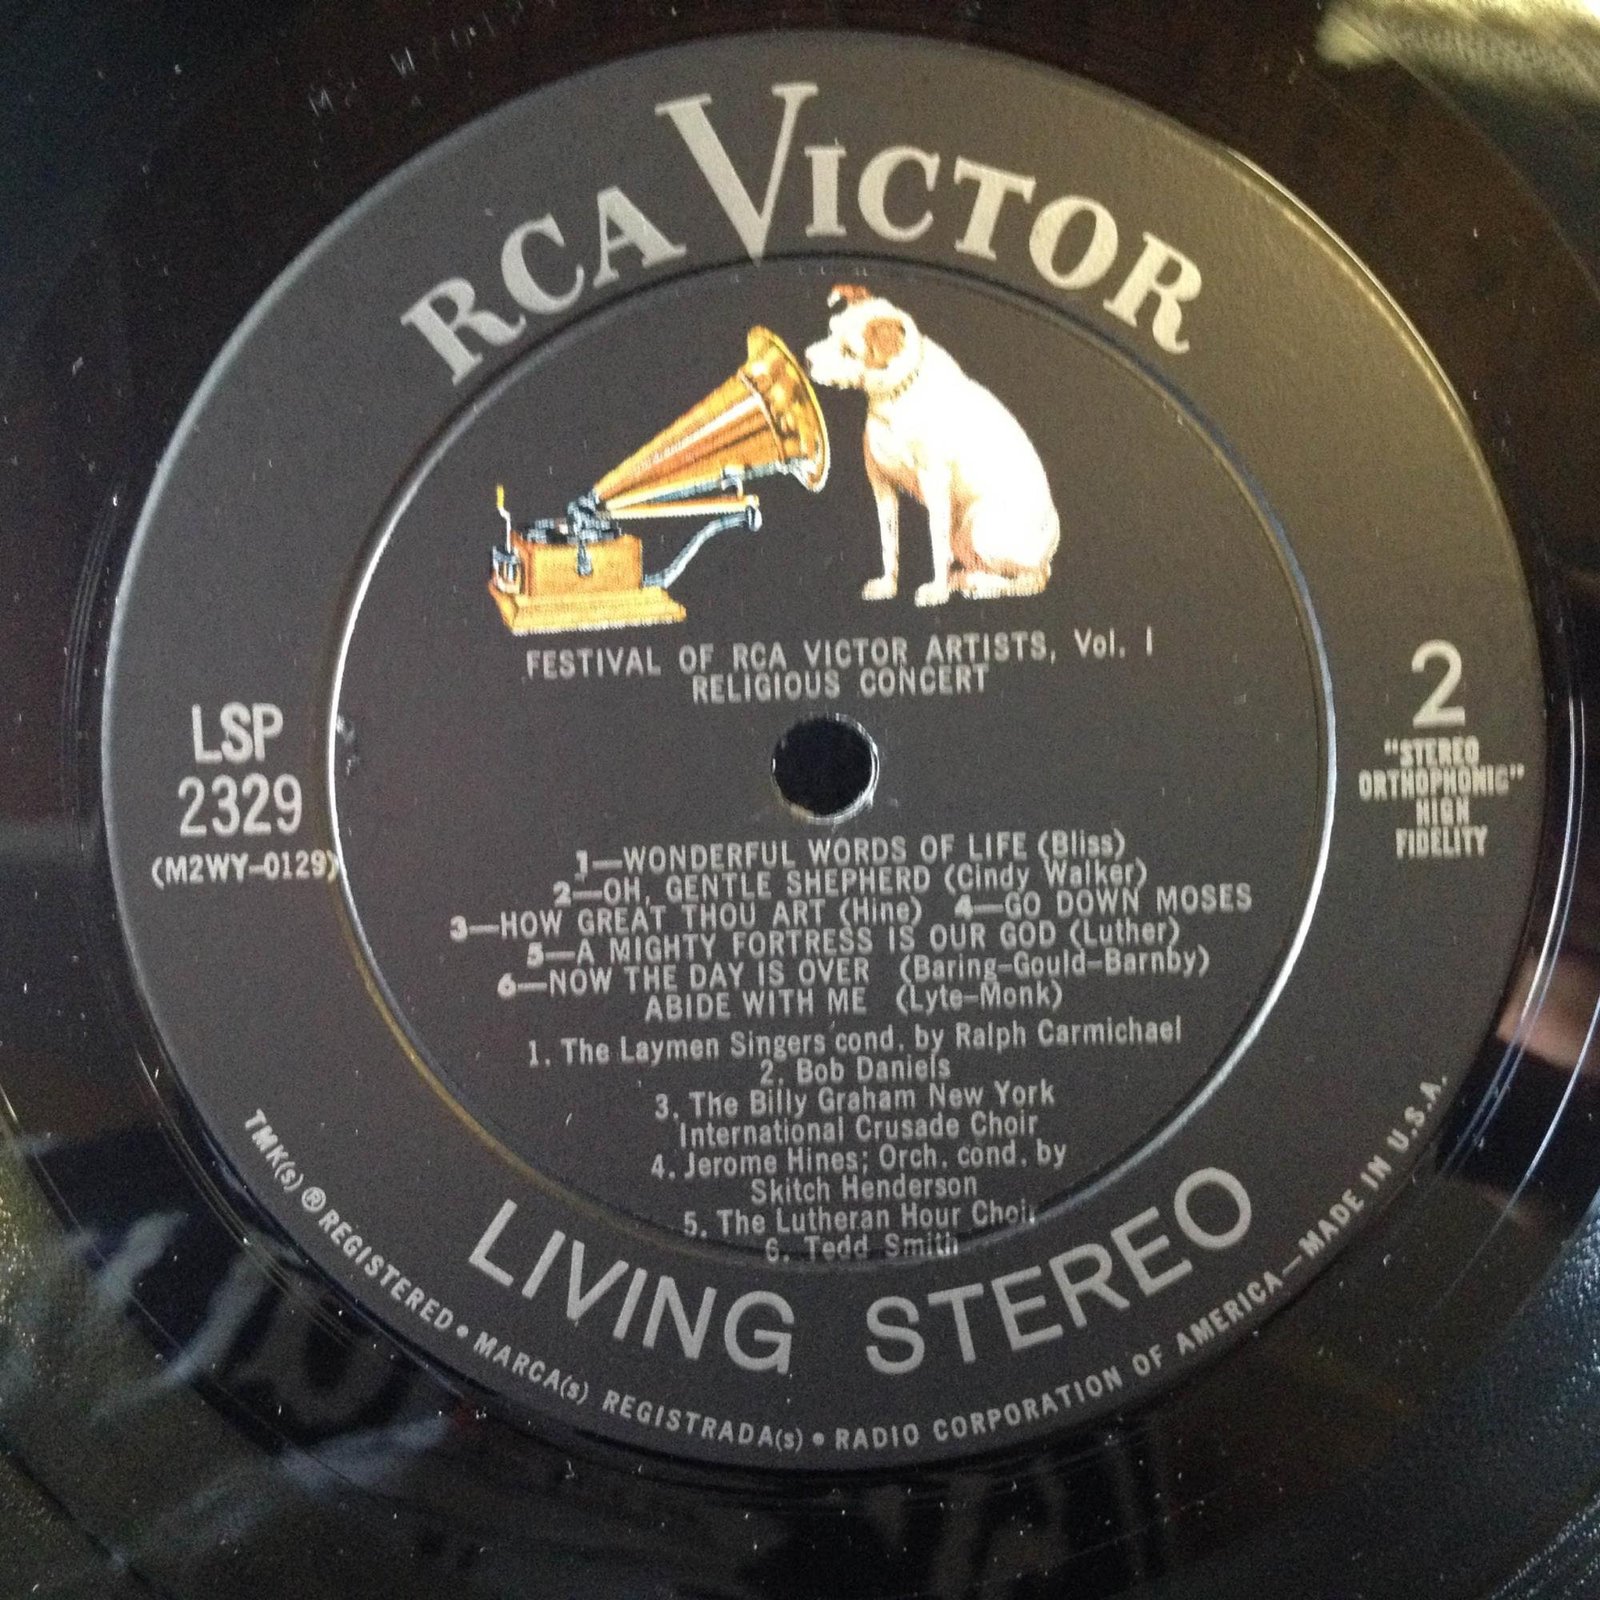 RCA VICTOR
FESTIVAL OF RCA VICTOR ARTISTS, Vol. I
RELIGIOUS CONCERT
LSP
2329
(M2WY-0129)
2
"STEREO
ORTHOPHONIC"
HIGH
FIDELITY
1—WONDERFUL WORDS OF LIFE (Bliss)
2—OH, GENTLE SHEPHERD (Cindy Walker)
3—HOW GREAT THOU ART (Hine) 4—GO DOWN MOSES
5—A MIGHTY FORTRESS IS OUR GOD (Luther)
6—NOW THE DAY IS OVER (Baring-Gould-Barnby)
ABIDE WITH ME (Lyte-Monk)
1. The Laymen Singers cond. by Ralph Carmichael
2. Bob Daniels
3. The Billy Graham New York
International Crusade Choir
4. Jerome Hines; Orch. cond. by
Skitch Henderson
5. The Lutheran Hour Choir
6. Tedd Smith
LIVING STEREO
TMK(s) ® REGISTERED • MARCA(s) REGISTRADA(s) • RADIO CORPORATION OF AMERICA—MADE IN U.S.A.